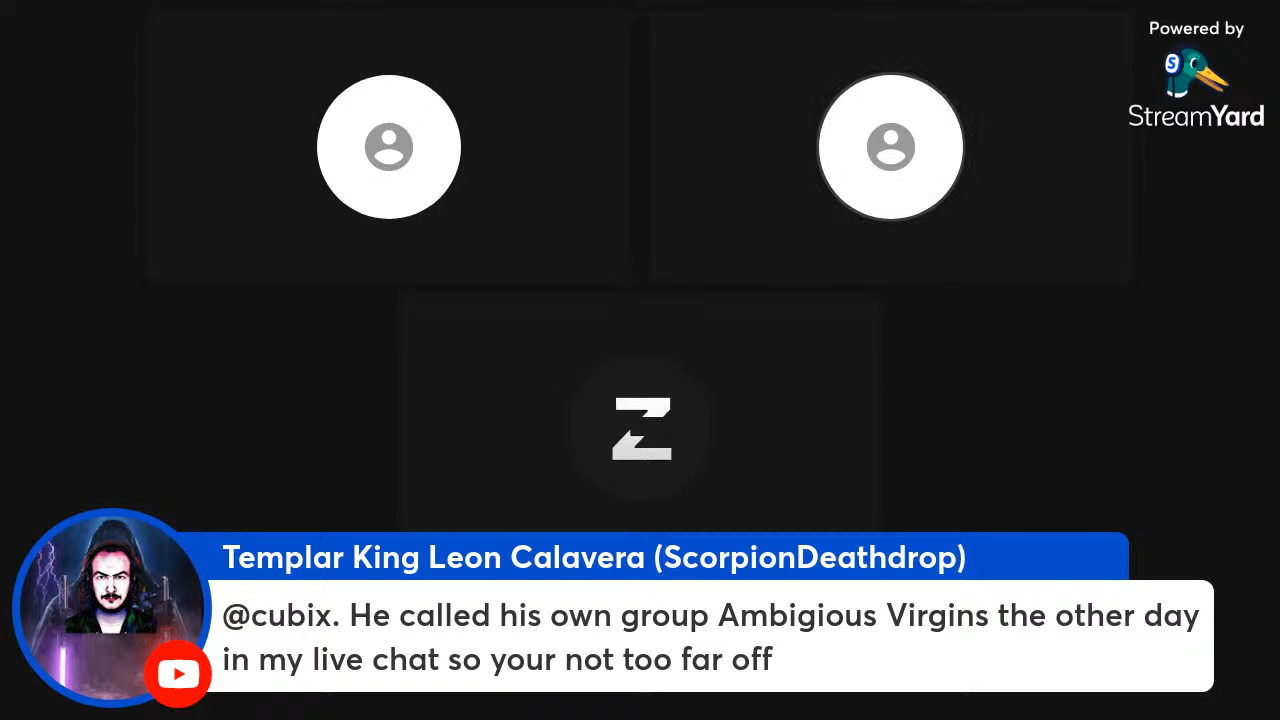 Powered by
StreamYard
Z
Templar King Leon Calavera (ScorpionDeathdrop)
@cubix. He called his own group Ambigious Virgins the other day
in my live chat so your not too far off